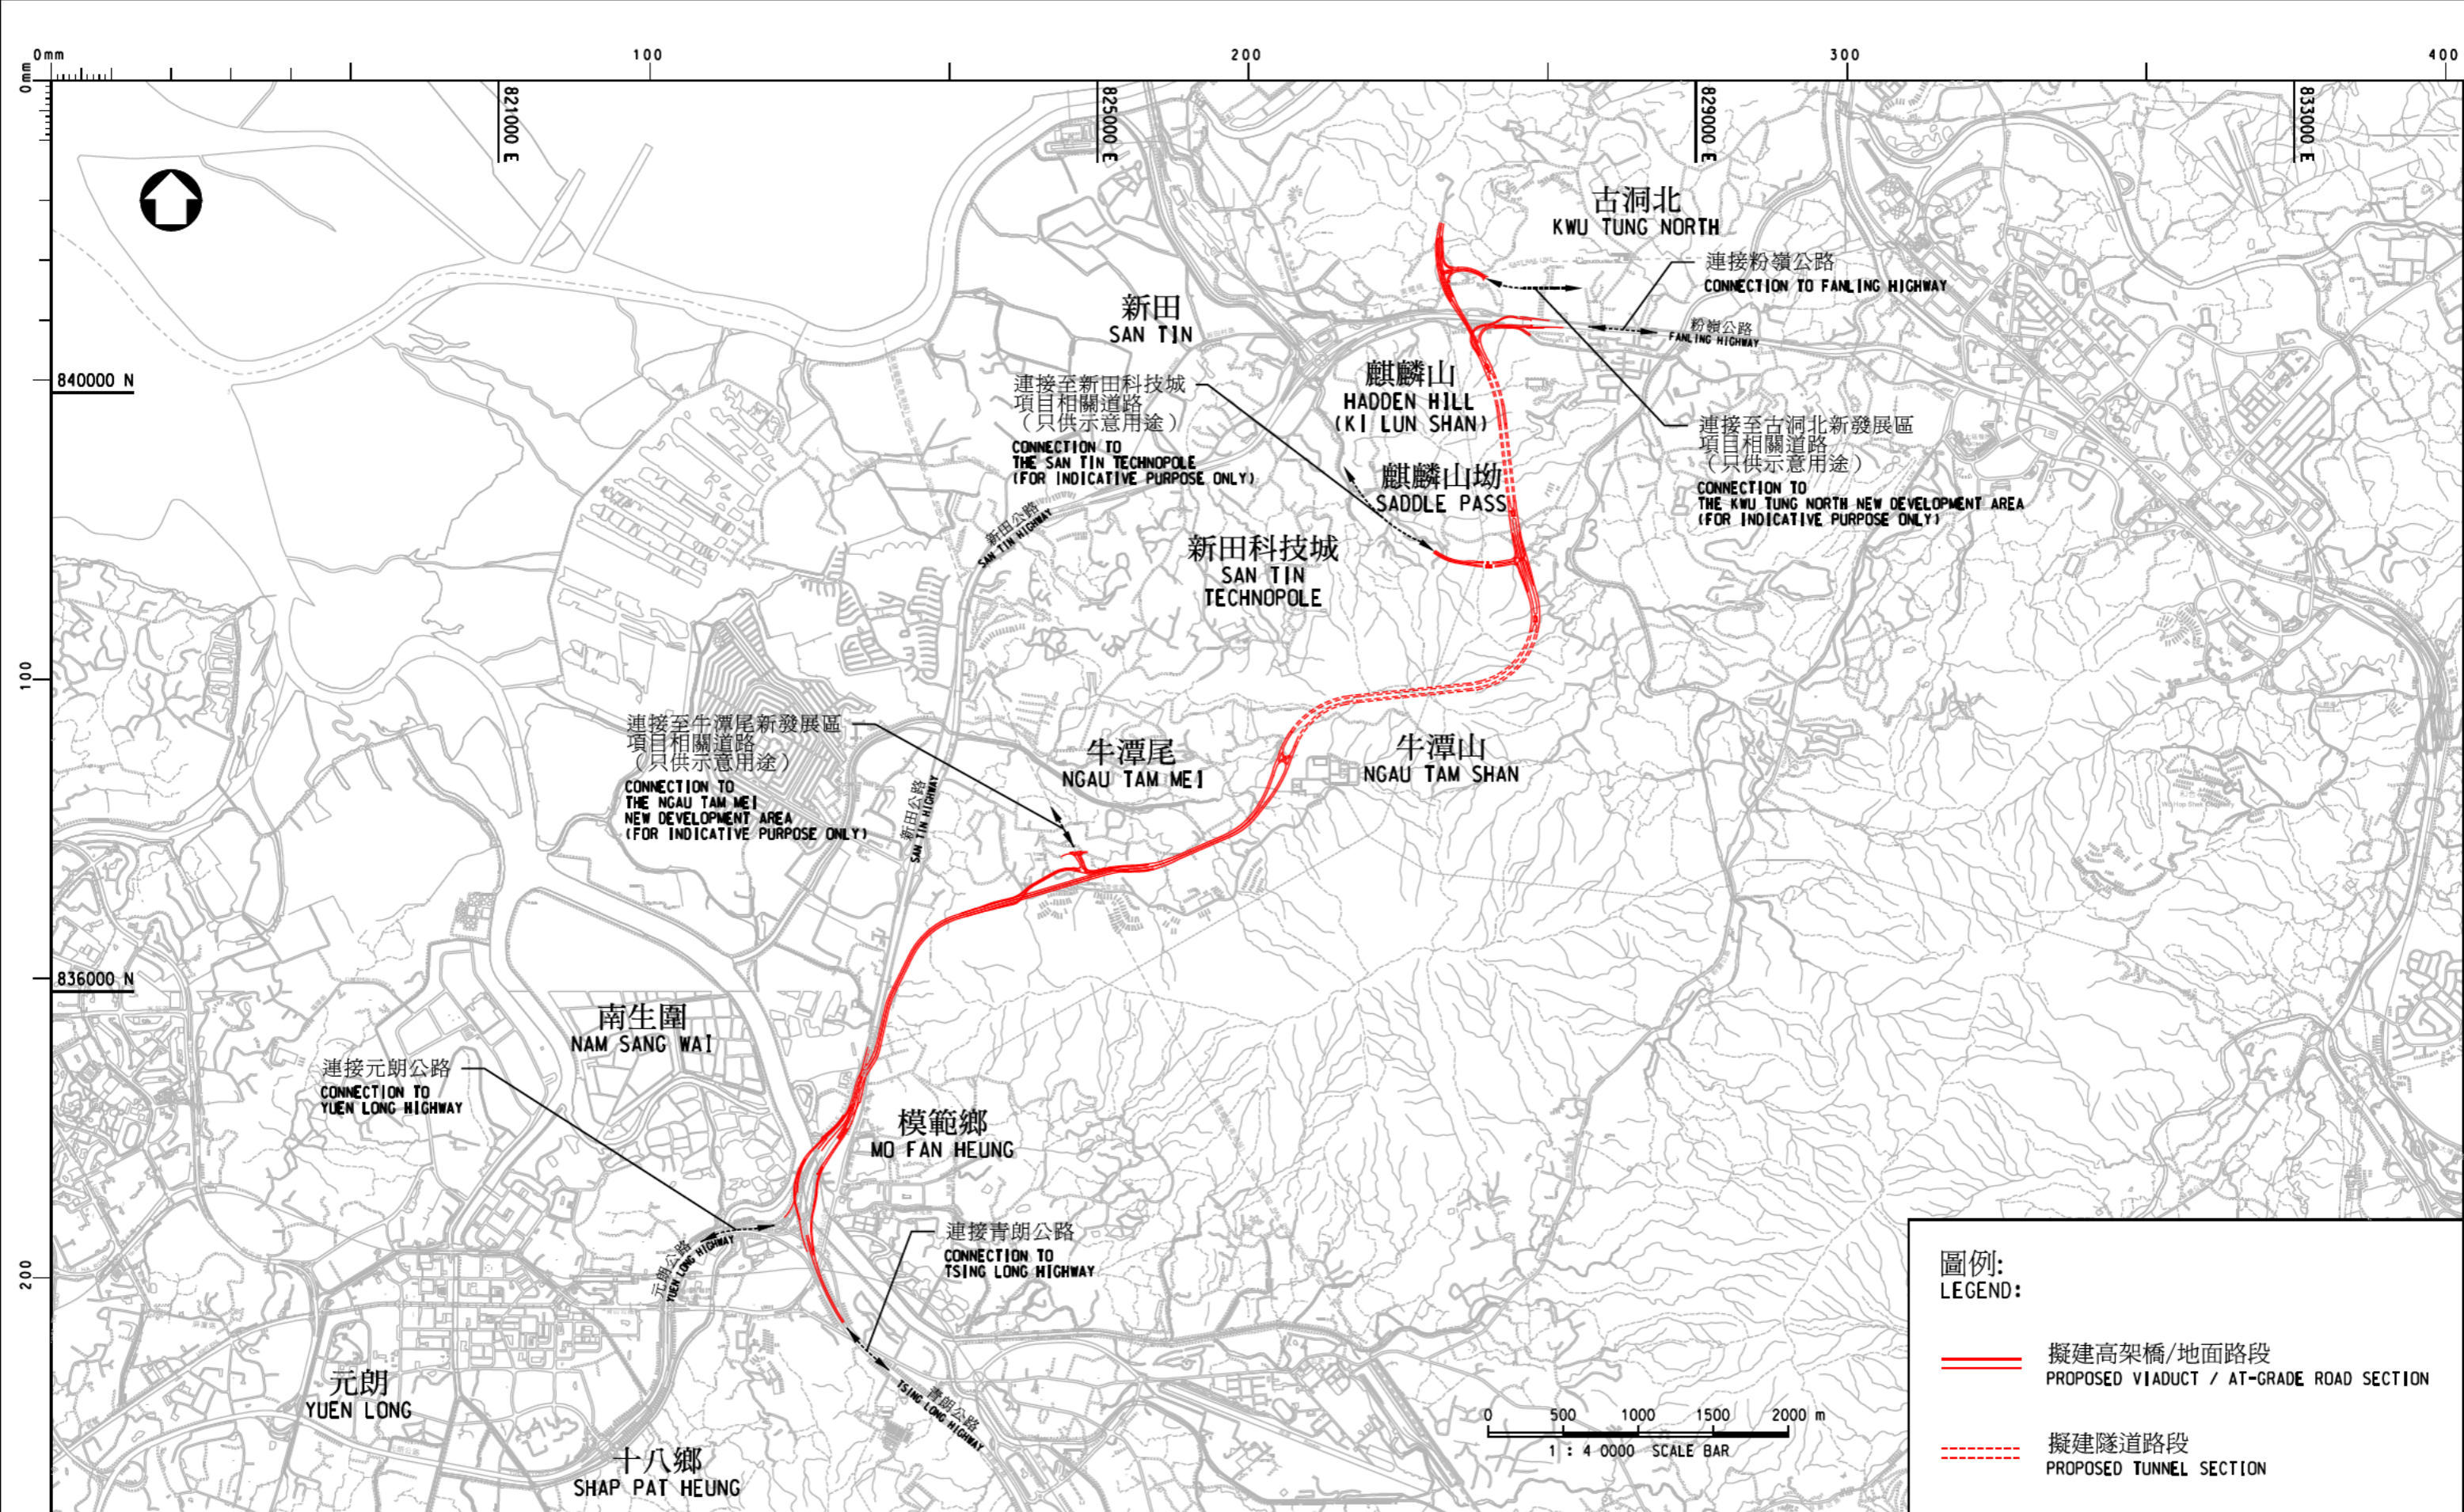 0mm
100
200
300
400
0mm
100
200
821000 E
825000 E
829000 E
833000 E
840000 N
836000 N
古洞北
KWU TUNG NORTH
連接粉嶺公路
CONNECTION TO FANLING HIGHWAY
粉嶺公路
FANLING HIGHWAY
新田
SAN TIN
連接至新田科技城
項目相關道路
(只供示意用途)
CONNECTION TO
THE SAN TIN TECHNOPOLE
(FOR INDICATIVE PURPOSE ONLY)
麒麟山
HADDEN HILL
(KI LUN SHAN)
連接至古洞北新發展區
項目相關道路
(只供示意用途)
CONNECTION TO
THE KWU TUNG NORTH NEW DEVELOPMENT AREA
(FOR INDICATIVE PURPOSE ONLY)
麒麟山坳
SADDLE PASS
新田公路
SAN TIN HIGHWAY
新田科技城
SAN TIN
TECHNOPOLE
連接至牛潭尾新發展區
項目相關道路
(只供示意用途)
CONNECTION TO
THE NGAU TAM MEI
NEW DEVELOPMENT AREA
(FOR INDICATIVE PURPOSE ONLY)
新田公路
SAN TIN HIGHWAY
牛潭尾
NGAU TAM MEI
牛潭山
NGAU TAM SHAN
南生圍
NAM SANG WAI
連接元朗公路
CONNECTION TO
YUEN LONG HIGHWAY
模範鄉
MO FAN HEUNG
元朗公路
YUEN LONG HIGHWAY
連接青朗公路
CONNECTION TO
TSING LONG HIGHWAY
青朗公路
TSING LONG HIGHWAY
元朗
YUEN LONG
十八鄉
SHAP PAT HEUNG
0 500 1000 1500 2000 m
1 : 4 0000 SCALE BAR
圖例:
LEGEND:
擬建高架橋/地面路段
PROPOSED VIADUCT / AT-GRADE ROAD SECTION
擬建隧道路段
PROPOSED TUNNEL SECTION